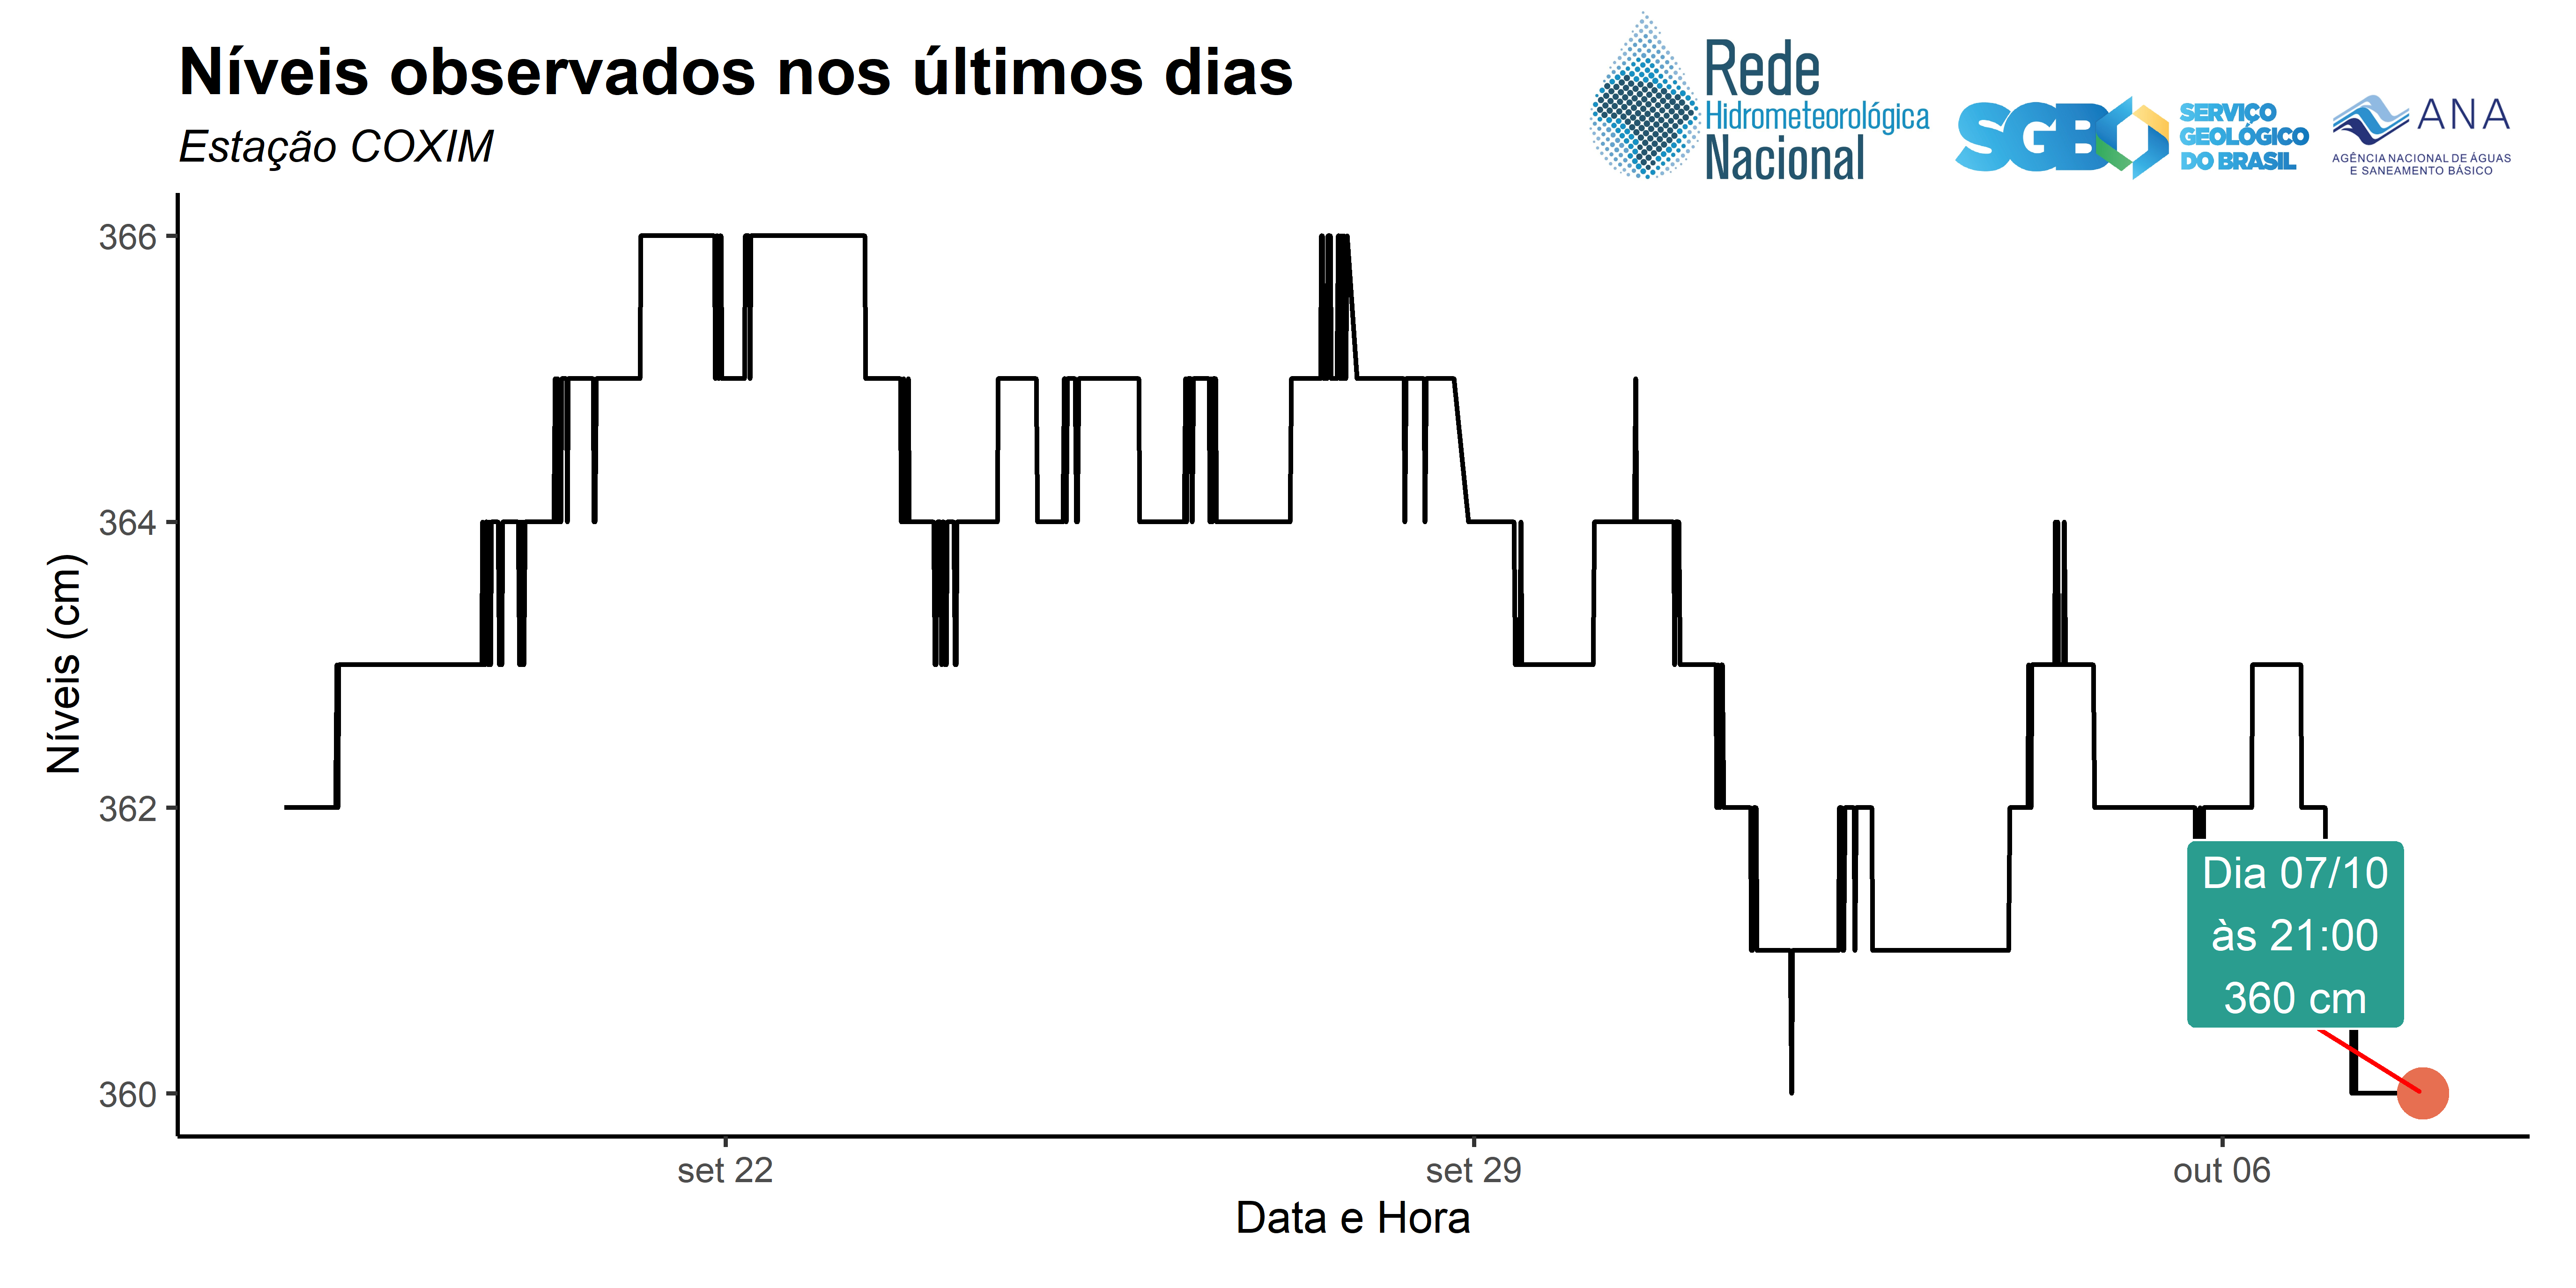 Níveis observados nos últimos dias
Estação COXIM
Rede
Hidrometeorológica
Nacional
SGB
SERVIÇO
GEOLÓGICO
DO BRASIL
ANA
AGÊNCIA NACIONAL DE ÁGUAS
E SANEAMENTO BÁSICO
Níveis (cm)
366
364
362
360
Dia 07/10
às 21:00
360 cm
set 22
set 29
out 06
Data e Hora